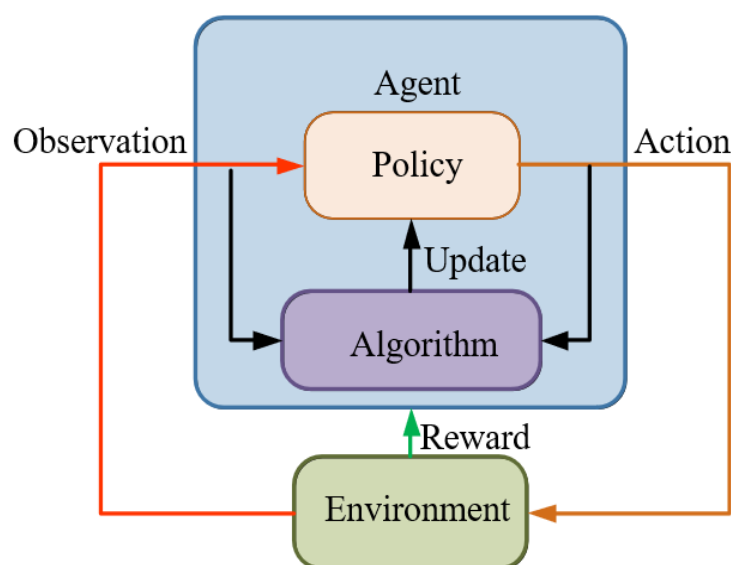 Agent
Observation
Policy
Action
Update
Algorithm
Reward
Environment